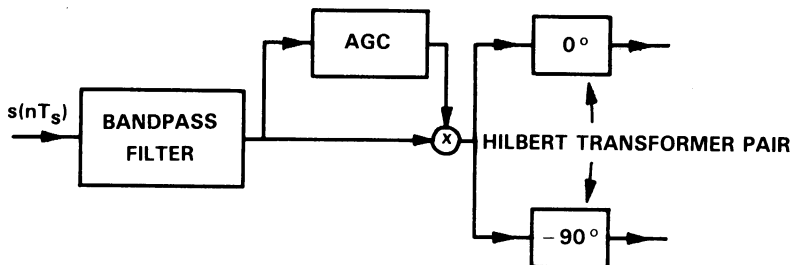 AGC
0°
s(nTs)
BANDPASS
FILTER
x
HILBERT TRANSFORMER PAIR
−90°